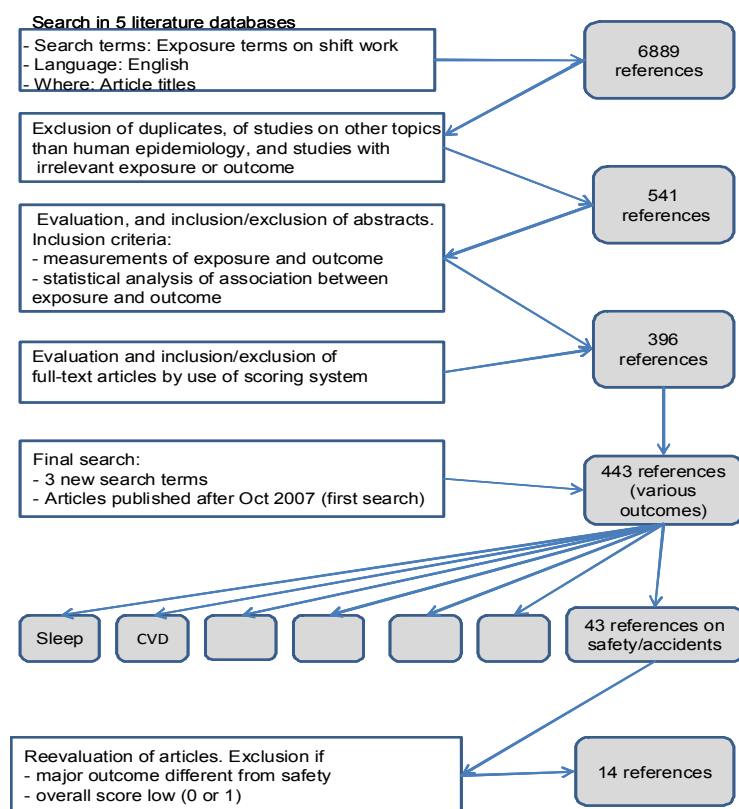 Search in 5 literature databases
- Search terms: Exposure terms on shift work
- Language: English
- Where: Article titles
6889
references
Exclusion of duplicates, of studies on other topics
than human epidemiology, and studies with
irrelevant exposure or outcome
541
references
Evaluation, and inclusion/exclusion of abstracts.
Inclusion criteria:
- measurements of exposure and outcome
- statistical analysis of association between
exposure and outcome
396
references
Evaluation and inclusion/exclusion of
full-text articles by use of scoring system
Final search:
- 3 new search terms
- Articles published after Oct 2007 (first search)
443 references
(various
outcomes)
Sleep
CVD
43 references on
safety/accidents
Reevaluation of articles. Exclusion if
- major outcome different from safety
- overall score low (0 or 1)
14 references